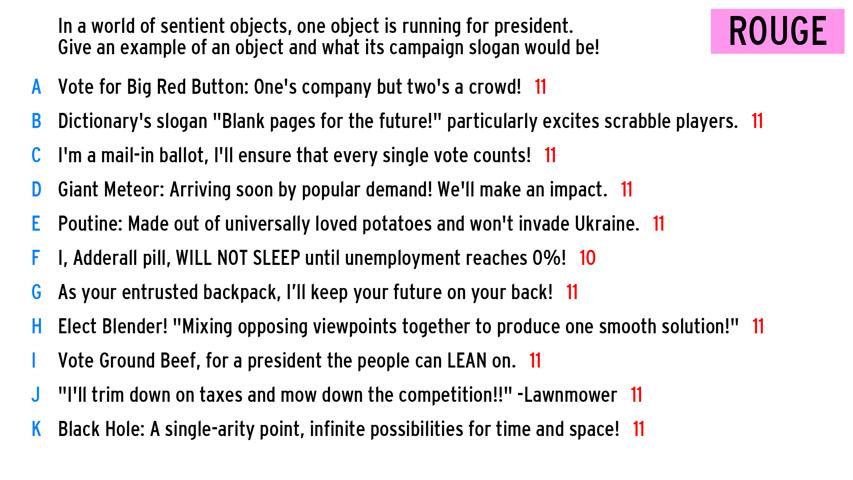 In a world of sentient objects, one object is running for president.
Give an example of an object and what its campaign slogan would be!
ROUGE
A Vote for Big Red Button: One's company but two's a crowd! 11
B Dictionary's slogan "Blank pages for the future!" particularly excites scrabble players. 11
C I'm a mail-in ballot, I'll ensure that every single vote counts! 11
D Giant Meteor: Arriving soon by popular demand! We'll make an impact. 11
E Poutine: Made out of universally loved potatoes and won't invade Ukraine. 11
F I, Adderall pill, WILL NOT SLEEP until unemployment reaches 0%! 10
G As your entrusted backpack, I’ll keep your future on your back! 11
H Elect Blender! "Mixing opposing viewpoints together to produce one smooth solution!" 11
I Vote Ground Beef, for a president the people can LEAN on. 11
J "I'll trim down on taxes and mow down the competition!!" -Lawnmower 11
K Black Hole: A single-arity point, infinite possibilities for time and space! 11